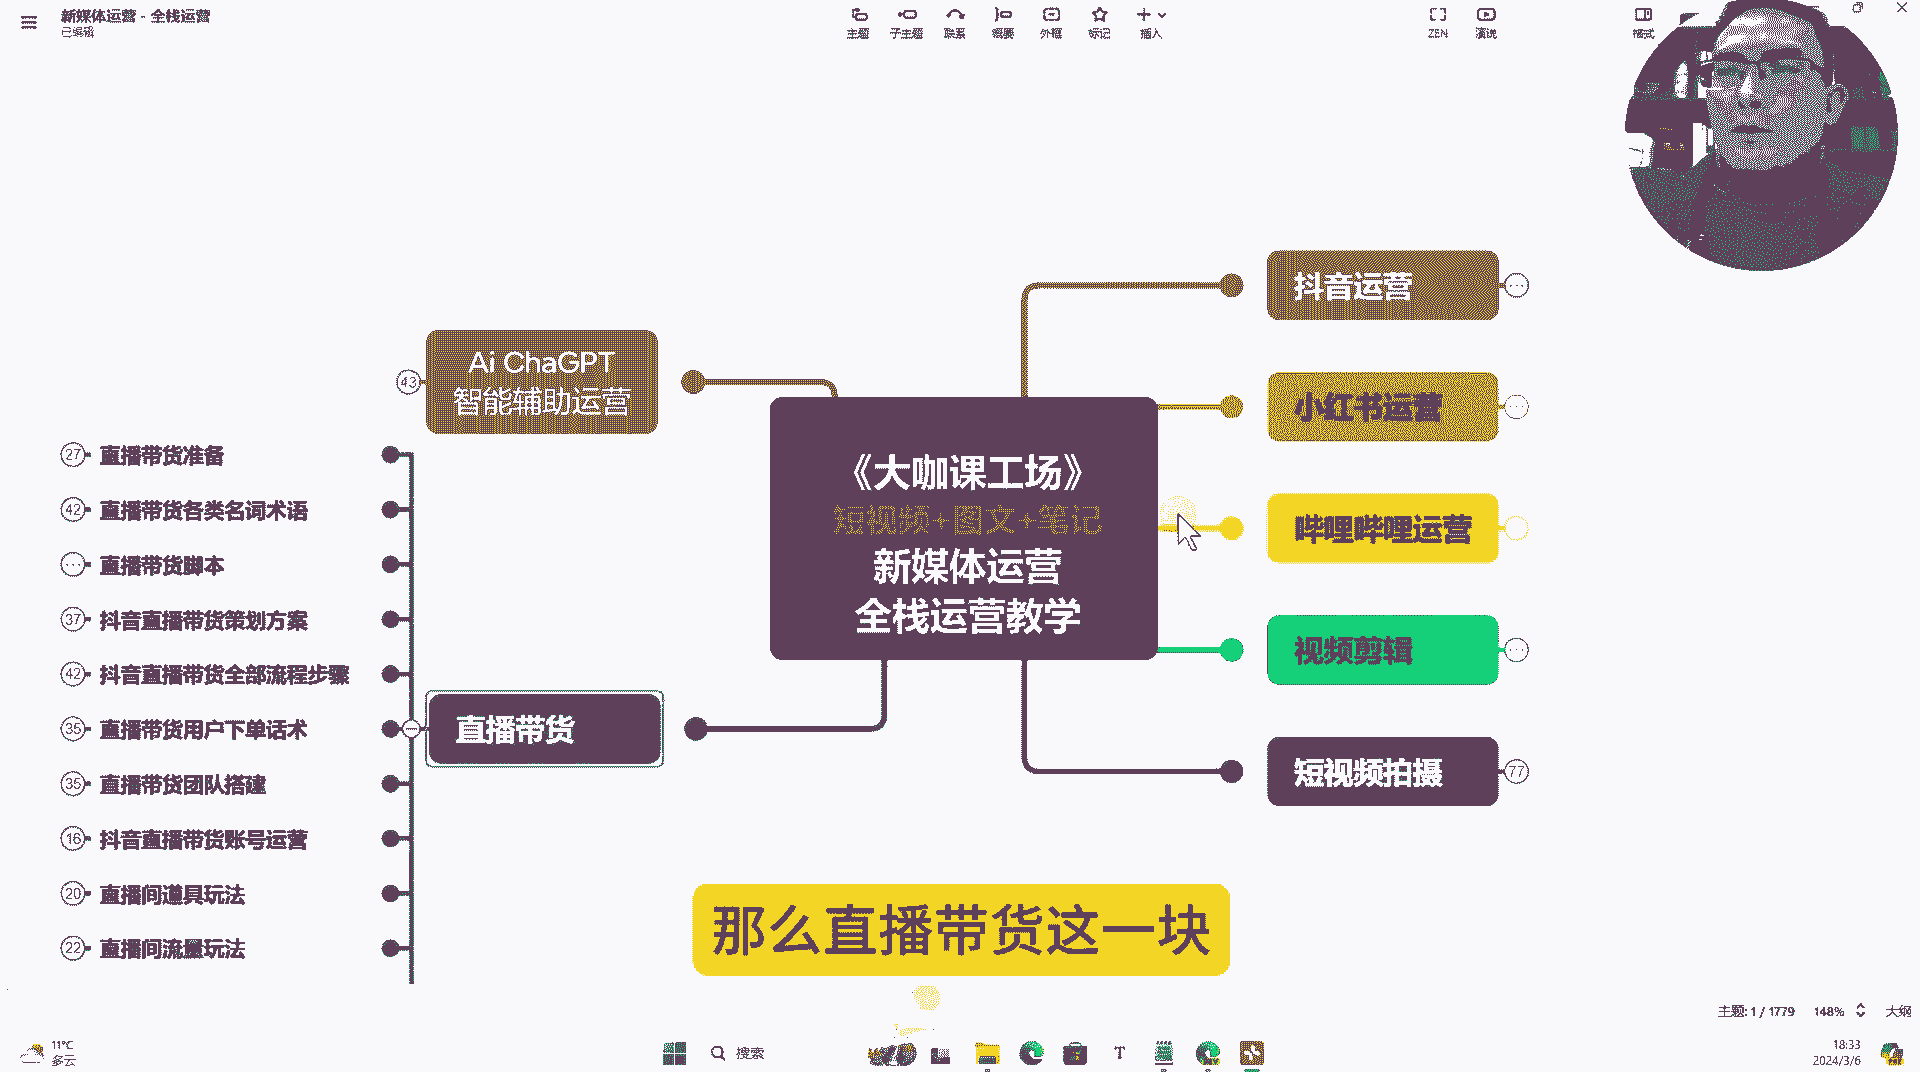 新媒体运营 - 全栈运营
已编辑
主题
子主题
联系
概要
外框
标记
插入
ZEN
演说
格式
Ai ChaGPT
智能辅助运营
43
27 直播带货准备
42 直播带货各类名词术语
直播带货脚本
37 抖音直播带货策划方案
42 抖音直播带货全部流程步骤
35 直播带货用户下单话术
35 直播带货团队搭建
16 抖音直播带货账号运营
20 直播间道具玩法
22 直播间流量玩法
直播带货
《大咖课工场》
短视频+图文+笔记
新媒体运营
全栈运营教学
抖音运营
小红书运营
哔哩哔哩运营
视频剪辑
短视频拍摄 77
那么直播带货这一块
主题: 1 / 1779
148%
大纲
11°C
多云
搜索
18:33
2024/3/6